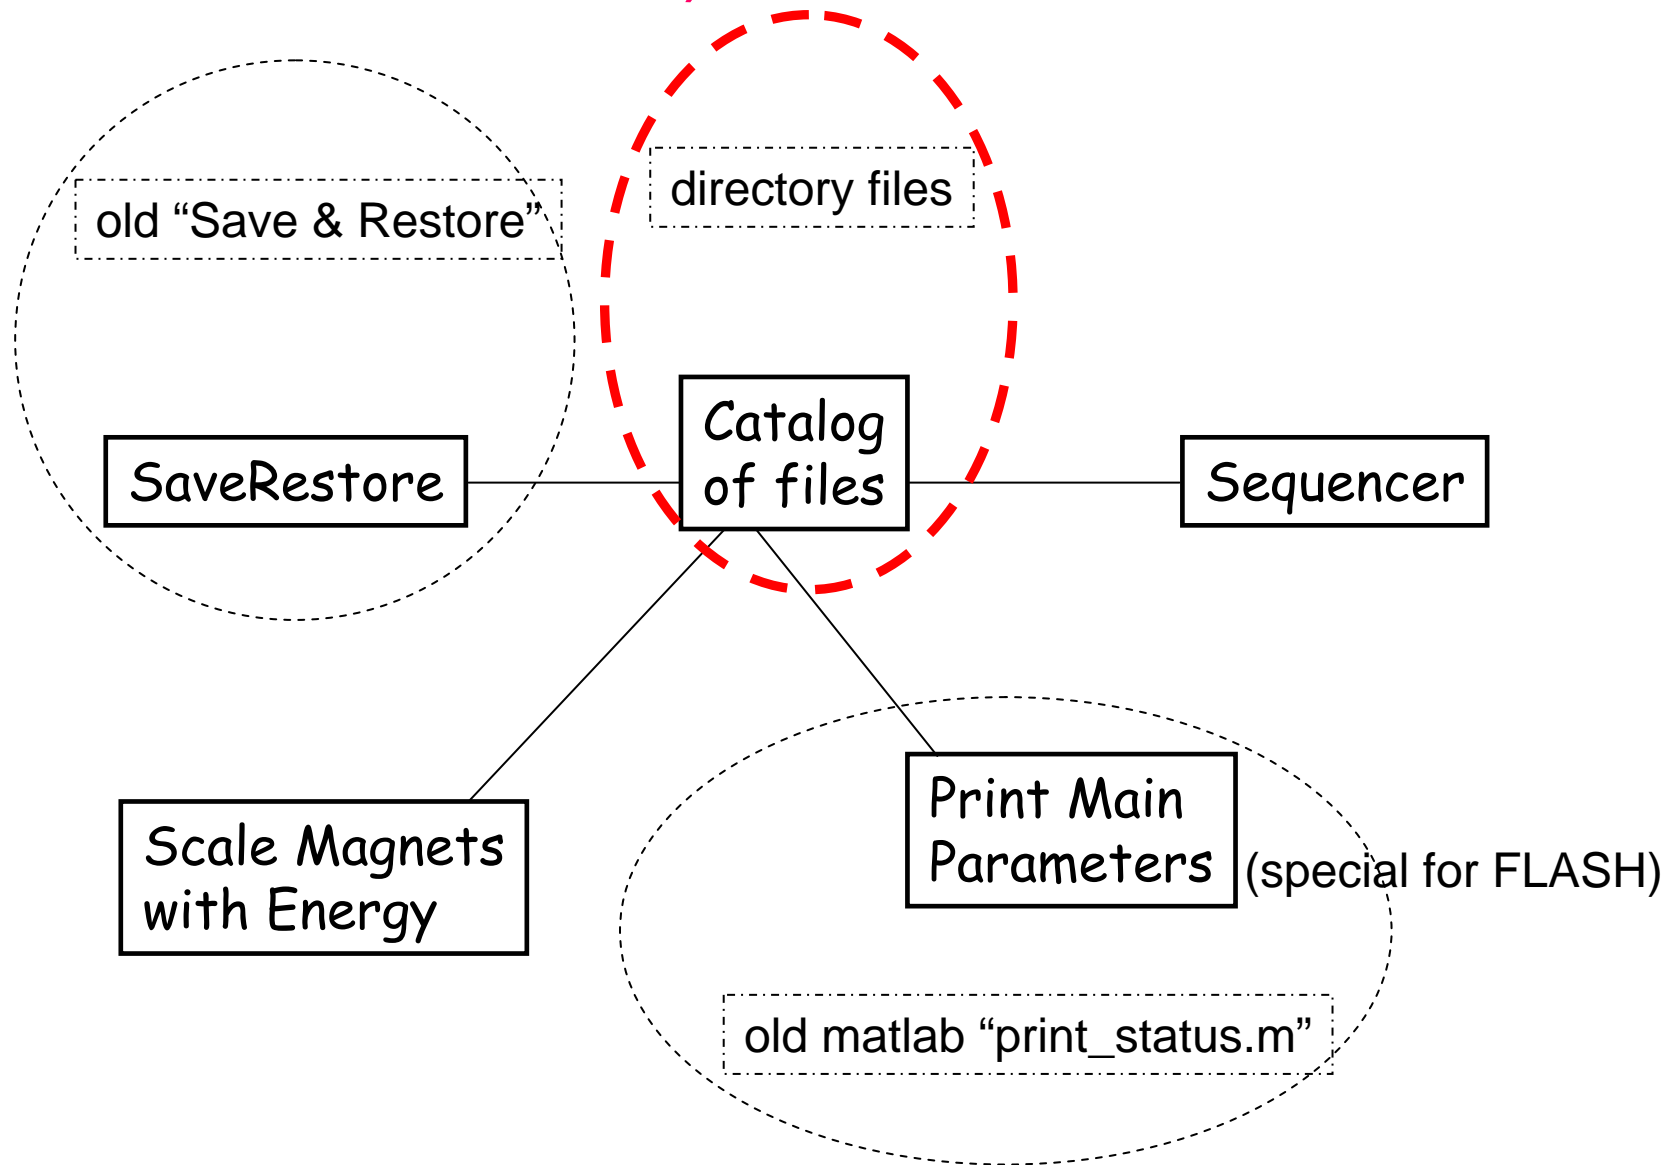 directory files
old “Save & Restore”
Catalog
of files
SaveRestore
Sequencer
Print Main
Parameters
(special for FLASH)
Scale Magnets
with Energy
old matlab “print_status.m”